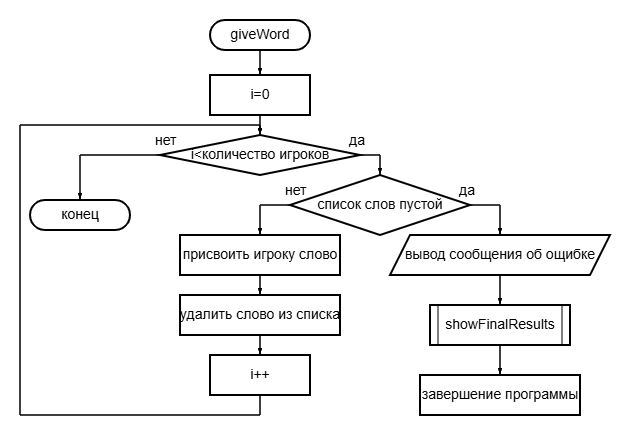 giveWord
i=0
нет
да
i<количество игроков
нет
да
конец
список слов пустой
присвоить игроку слово
вывод сообщения об ощибке
удалить слово из списка
showFinalResults
i++
завершение программы